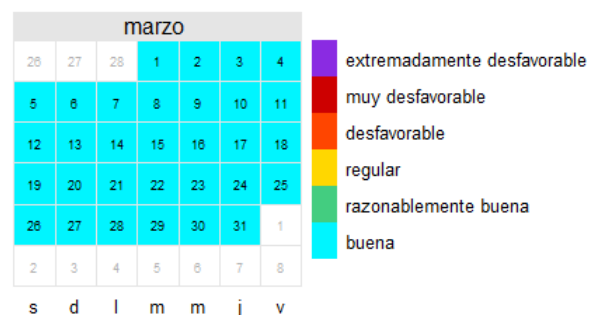 marzo
26 27 28 1 2 3 4
5 6 7 8 9 10 11
12 13 14 15 16 17 18
19 20 21 22 23 24 25
26 27 28 29 30 31 1
2 3 4 5 6 7 8
s d l m m j v
extremadamente desfavorable
muy desfavorable
desfavorable
regular
razonablemente buena
buena